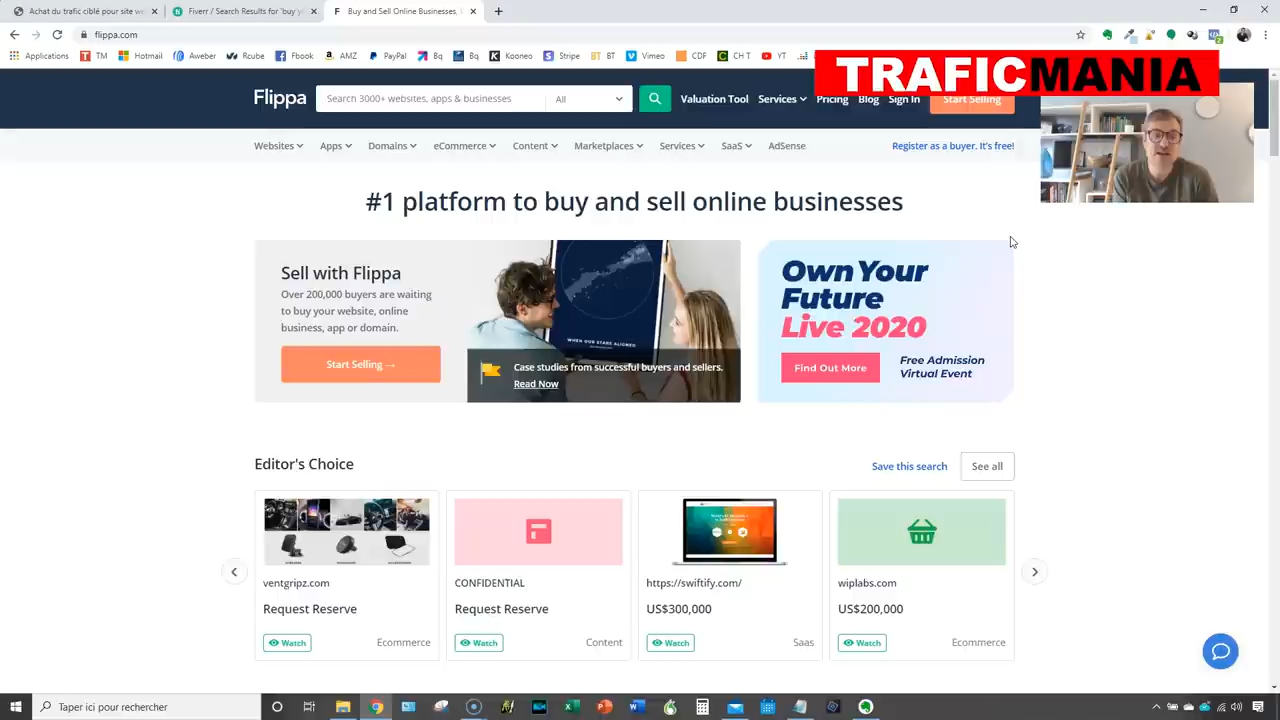 Achat du trafic ciblé pour site we
Fiverr / Search Results for 'buy w
Buy and Sell Online Businesses, W
flippa.com
Applications
TM
Hotmail
Aweber
Rcube
Fbook
AMZ
PayPal
Bq
Kooneo
Stripe
BT
Vimeo
CDF
CH T
YT
TRAFICMANIA
Flippa
Search 3000+ websites, apps & businesses
All
Valuation Tool
Services
Pricing
Blog
Sign In
Start Selling
Websites
Apps
Domains
eCommerce
Content
Marketplaces
Services
SaaS
AdSense
Register as a buyer. It's free!
#1 platform to buy and sell online businesses
Sell with Flippa
Over 200,000 buyers are waiting
to buy your website, online
business, app or domain.
Start Selling →
WHEN OUR STARS ALIGNED
Case studies from successful buyers and sellers.
Read Now
Own Your
Future
Live 2020
Find Out More
Free Admission
Virtual Event
Editor's Choice
Save this search
See all
ventgripz.com
Request Reserve
Watch
Ecommerce
CONFIDENTIAL
Request Reserve
Watch
Content
https://swiftify.com/
US$300,000
Watch
Saas
wiplabs.com
US$200,000
Watch
Ecommerce
Taper ici pour rechercher